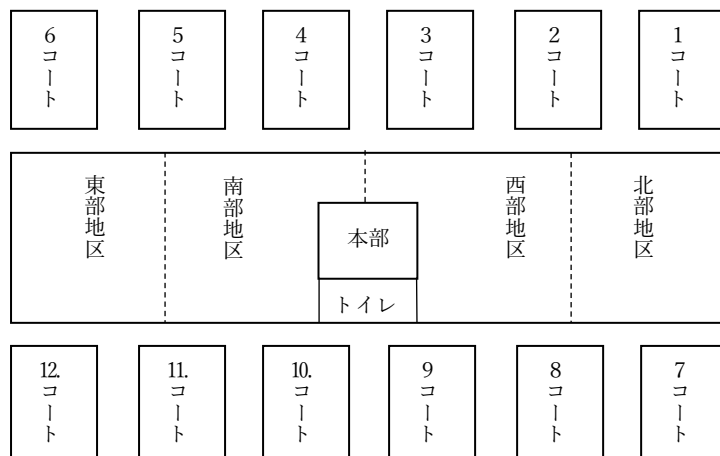 6コート
5コート
4コート
3コート
2コート
1コート
東部地区
南部地区
本部
トイレ
西部地区
北部地区
12.コート
11.コート
10.コート
9コート
8コート
7コート